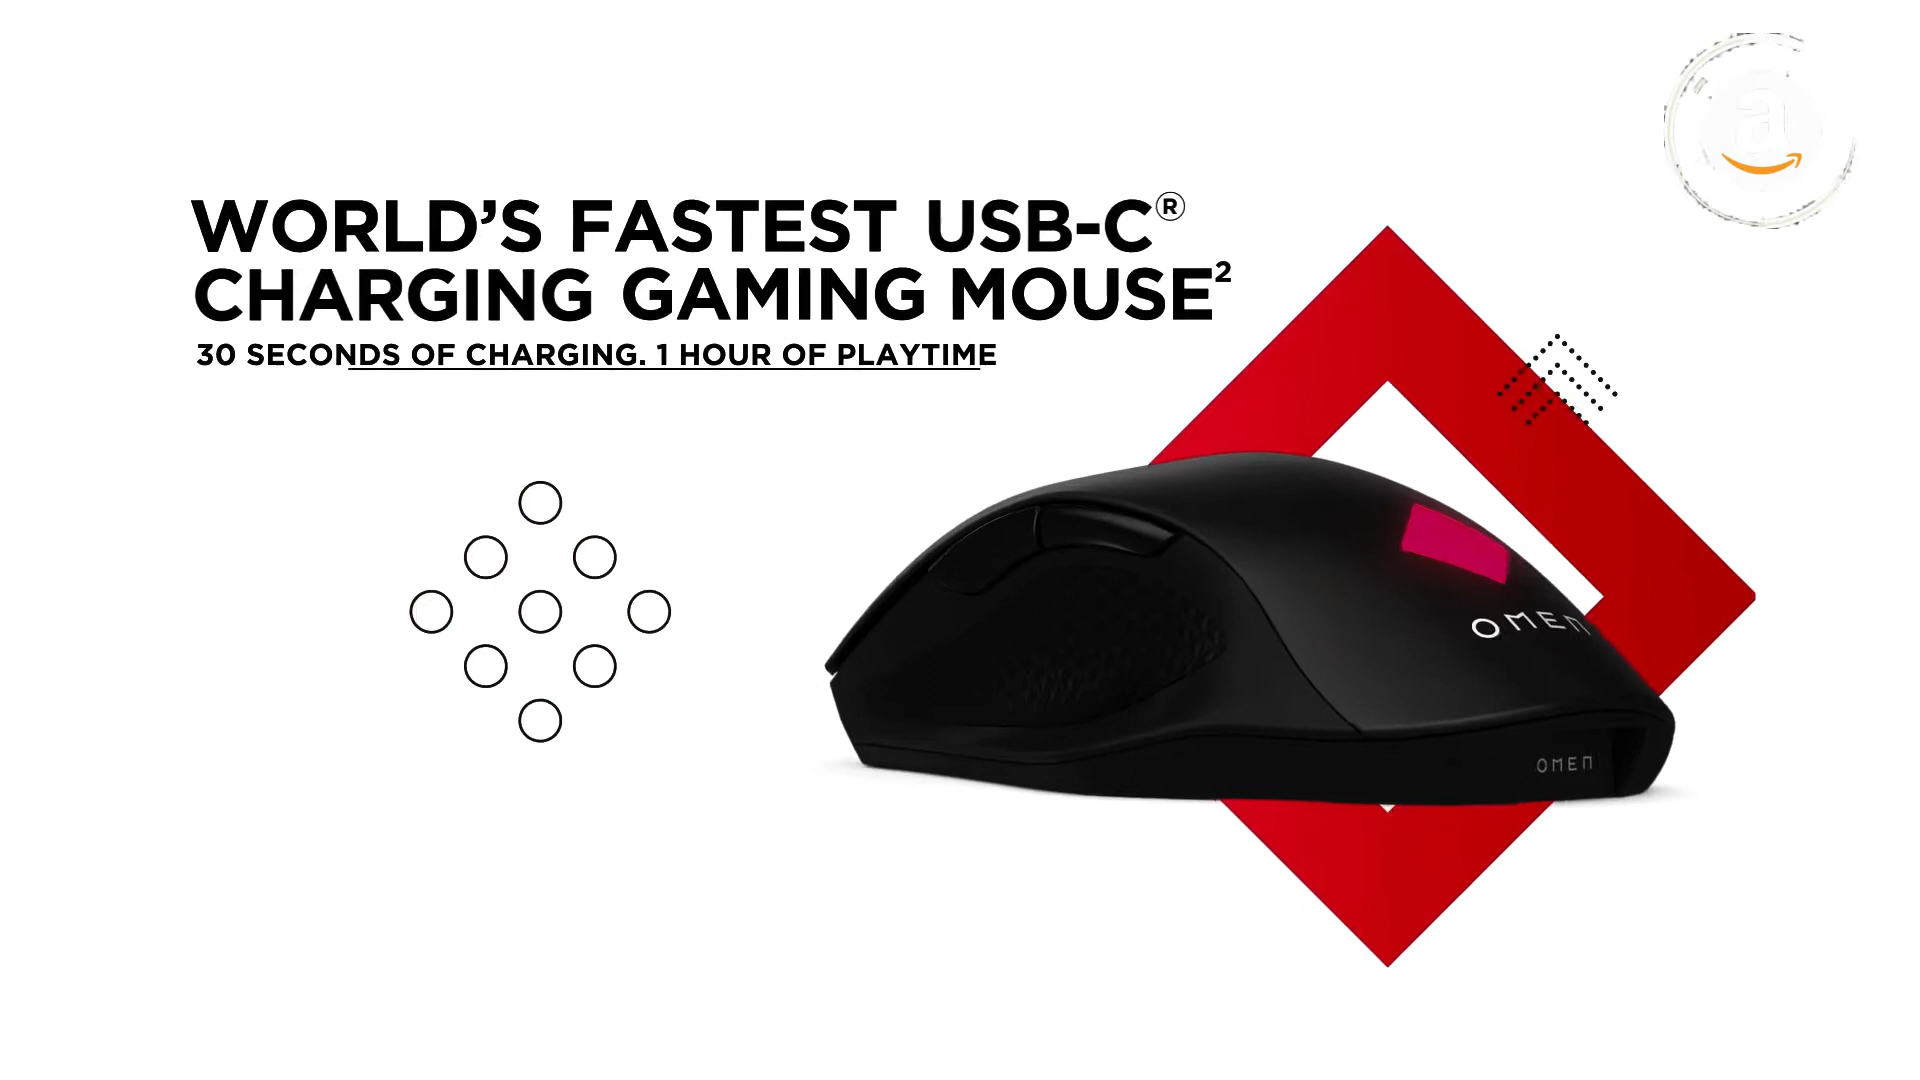 WORLD’S FASTEST USB-C®
CHARGING GAMING MOUSE²
30 SECONDS OF CHARGING. 1 HOUR OF PLAYTIME
a
OMEN
OMEN